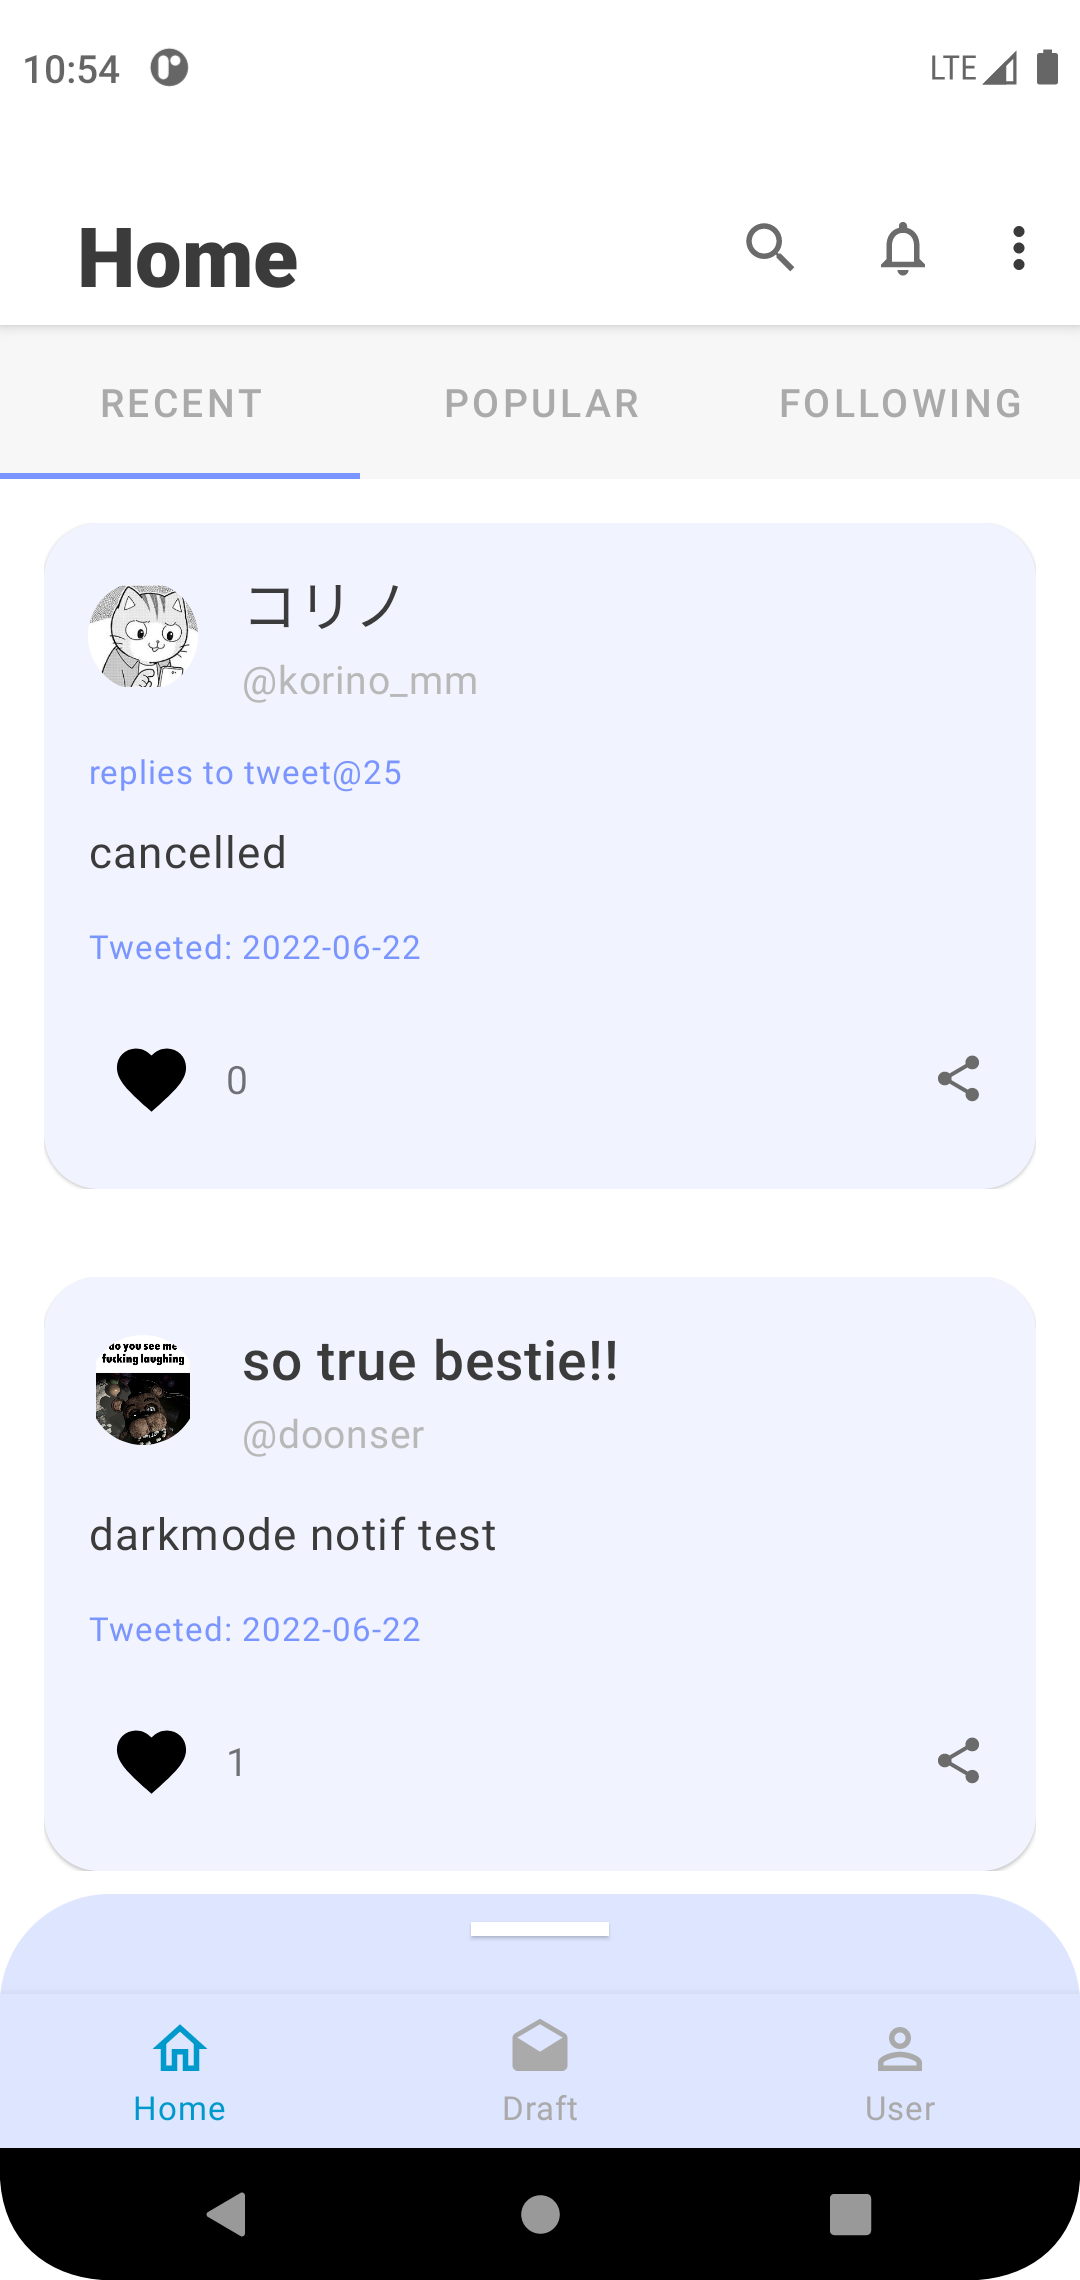 10:54
LTE
Home
RECENT POPULAR FOLLOWING
コリノ
@korino_mm
replies to tweet@25
cancelled
Tweeted: 2022-06-22
0
do you see me
fucking laughing
so true bestie!!
@doonser
darkmode notif test
Tweeted: 2022-06-22
1
Home Draft User